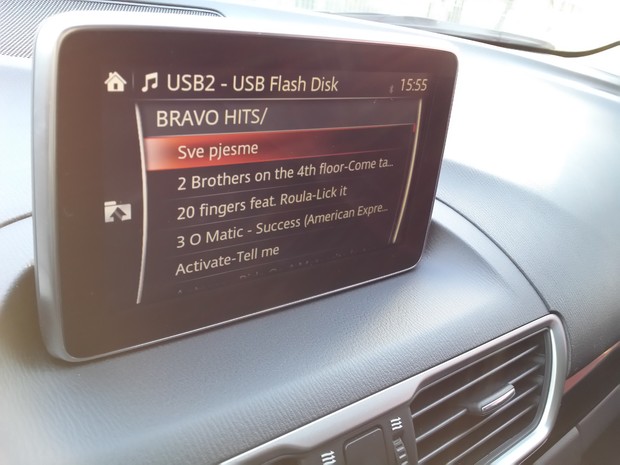 USB2 - USB Flash Disk 15:55
BRAVO HITS/
Sve pjesme
2 Brothers on the 4th floor-Come ta...
20 fingers feat. Roula-Lick it
3 O Matic - Success (American Expre...
Activate-Tell me